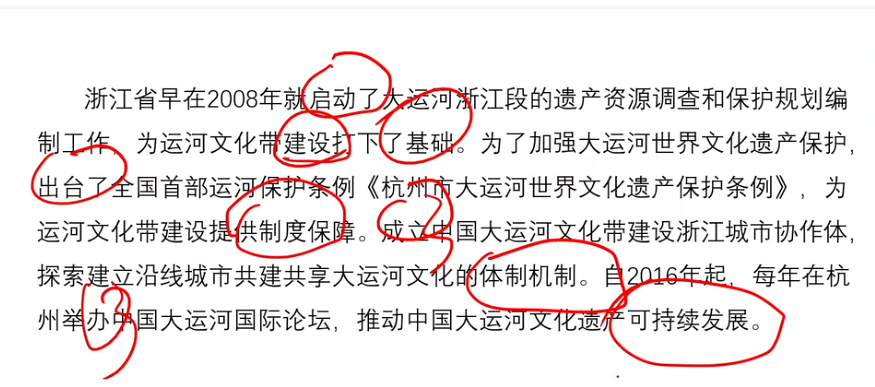 浙江省早在2008年就启动了大运河浙江段的遗产资源调查和保护规划编
制工作，为运河文化带建设打下了基础。为了加强大运河世界文化遗产保护，
出台了全国首部运河保护条例《杭州市大运河世界文化遗产保护条例》，为
运河文化带建设提供制度保障。成立中国大运河文化带建设浙江城市协作体，
探索建立沿线城市共建共享大运河文化的体制机制。自2016年起，每年在杭
州举办中国大运河国际论坛，推动中国大运河文化遗产可持续发展。